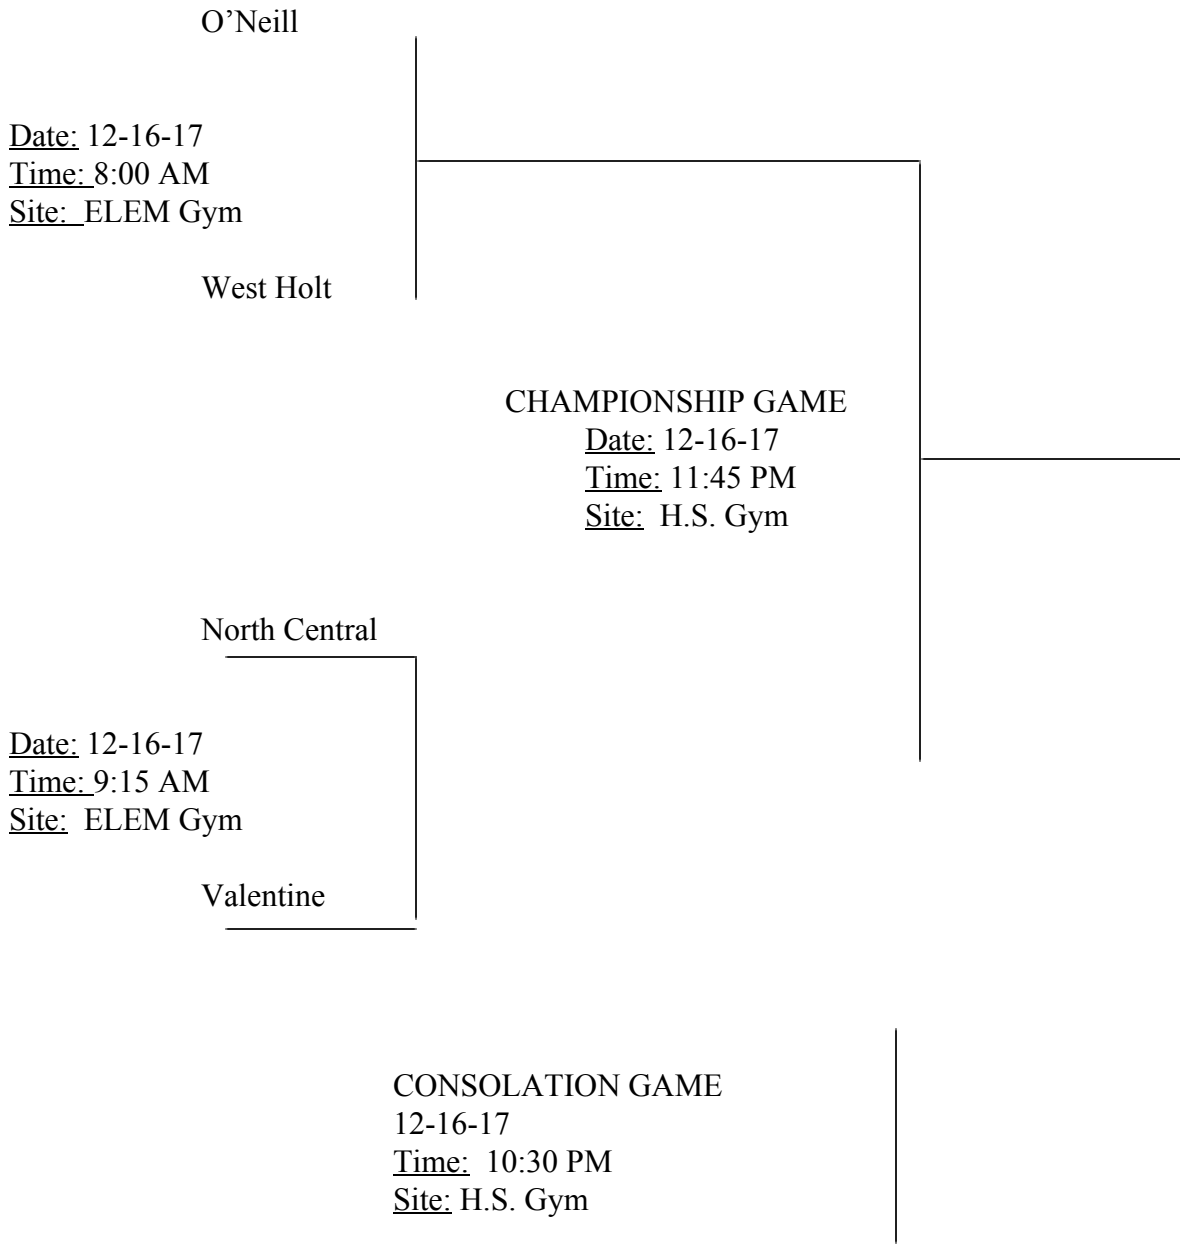 O’Neill
Date: 12-16-17
Time: 8:00 AM
Site: ELEM Gym
West Holt
CHAMPIONSHIP GAME
Date: 12-16-17
Time: 11:45 PM
Site: H.S. Gym
North Central
Date: 12-16-17
Time: 9:15 AM
Site: ELEM Gym
Valentine
CONSOLATION GAME
12-16-17
Time: 10:30 PM
Site: H.S. Gym